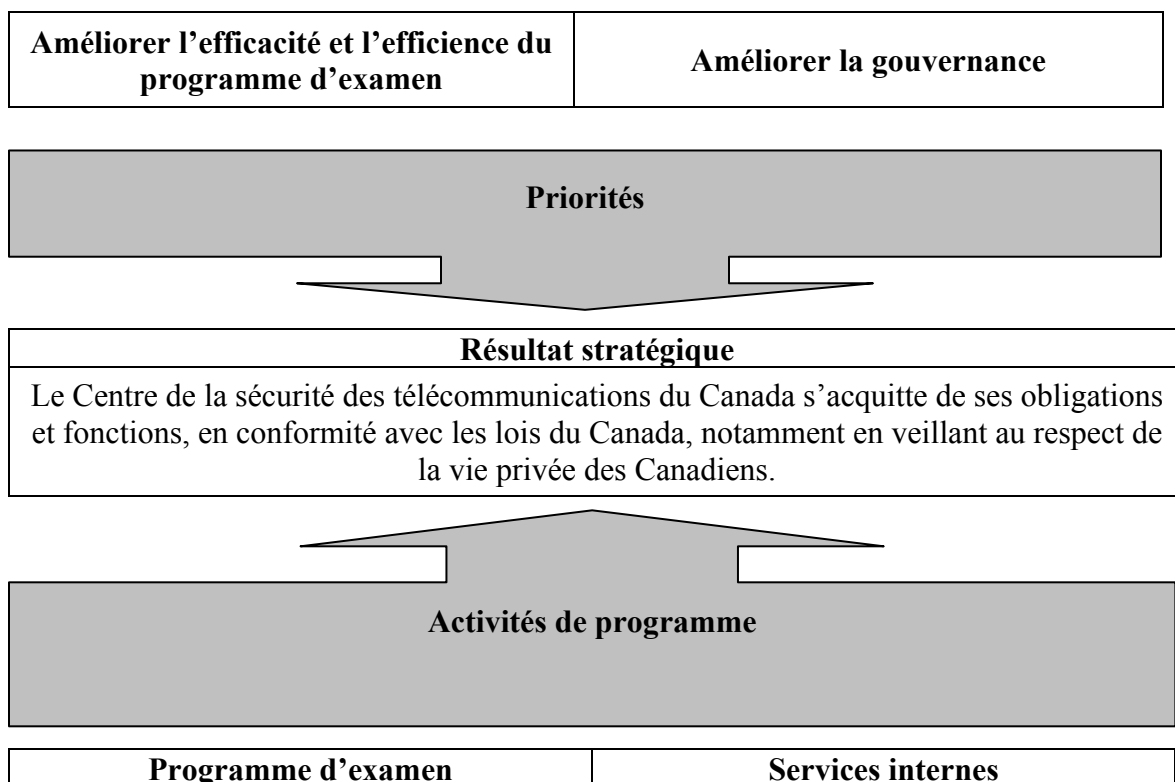 Améliorer l’efficacité et l’efficience du
programme d’examen
Améliorer la gouvernance
Priorités
Résultat stratégique
Le Centre de la sécurité des télécommunications du Canada s’acquitte de ses obligations
et fonctions, en conformité avec les lois du Canada, notamment en veillant au respect de
la vie privée des Canadiens.
Activités de programme
Programme d’examen
Services internes